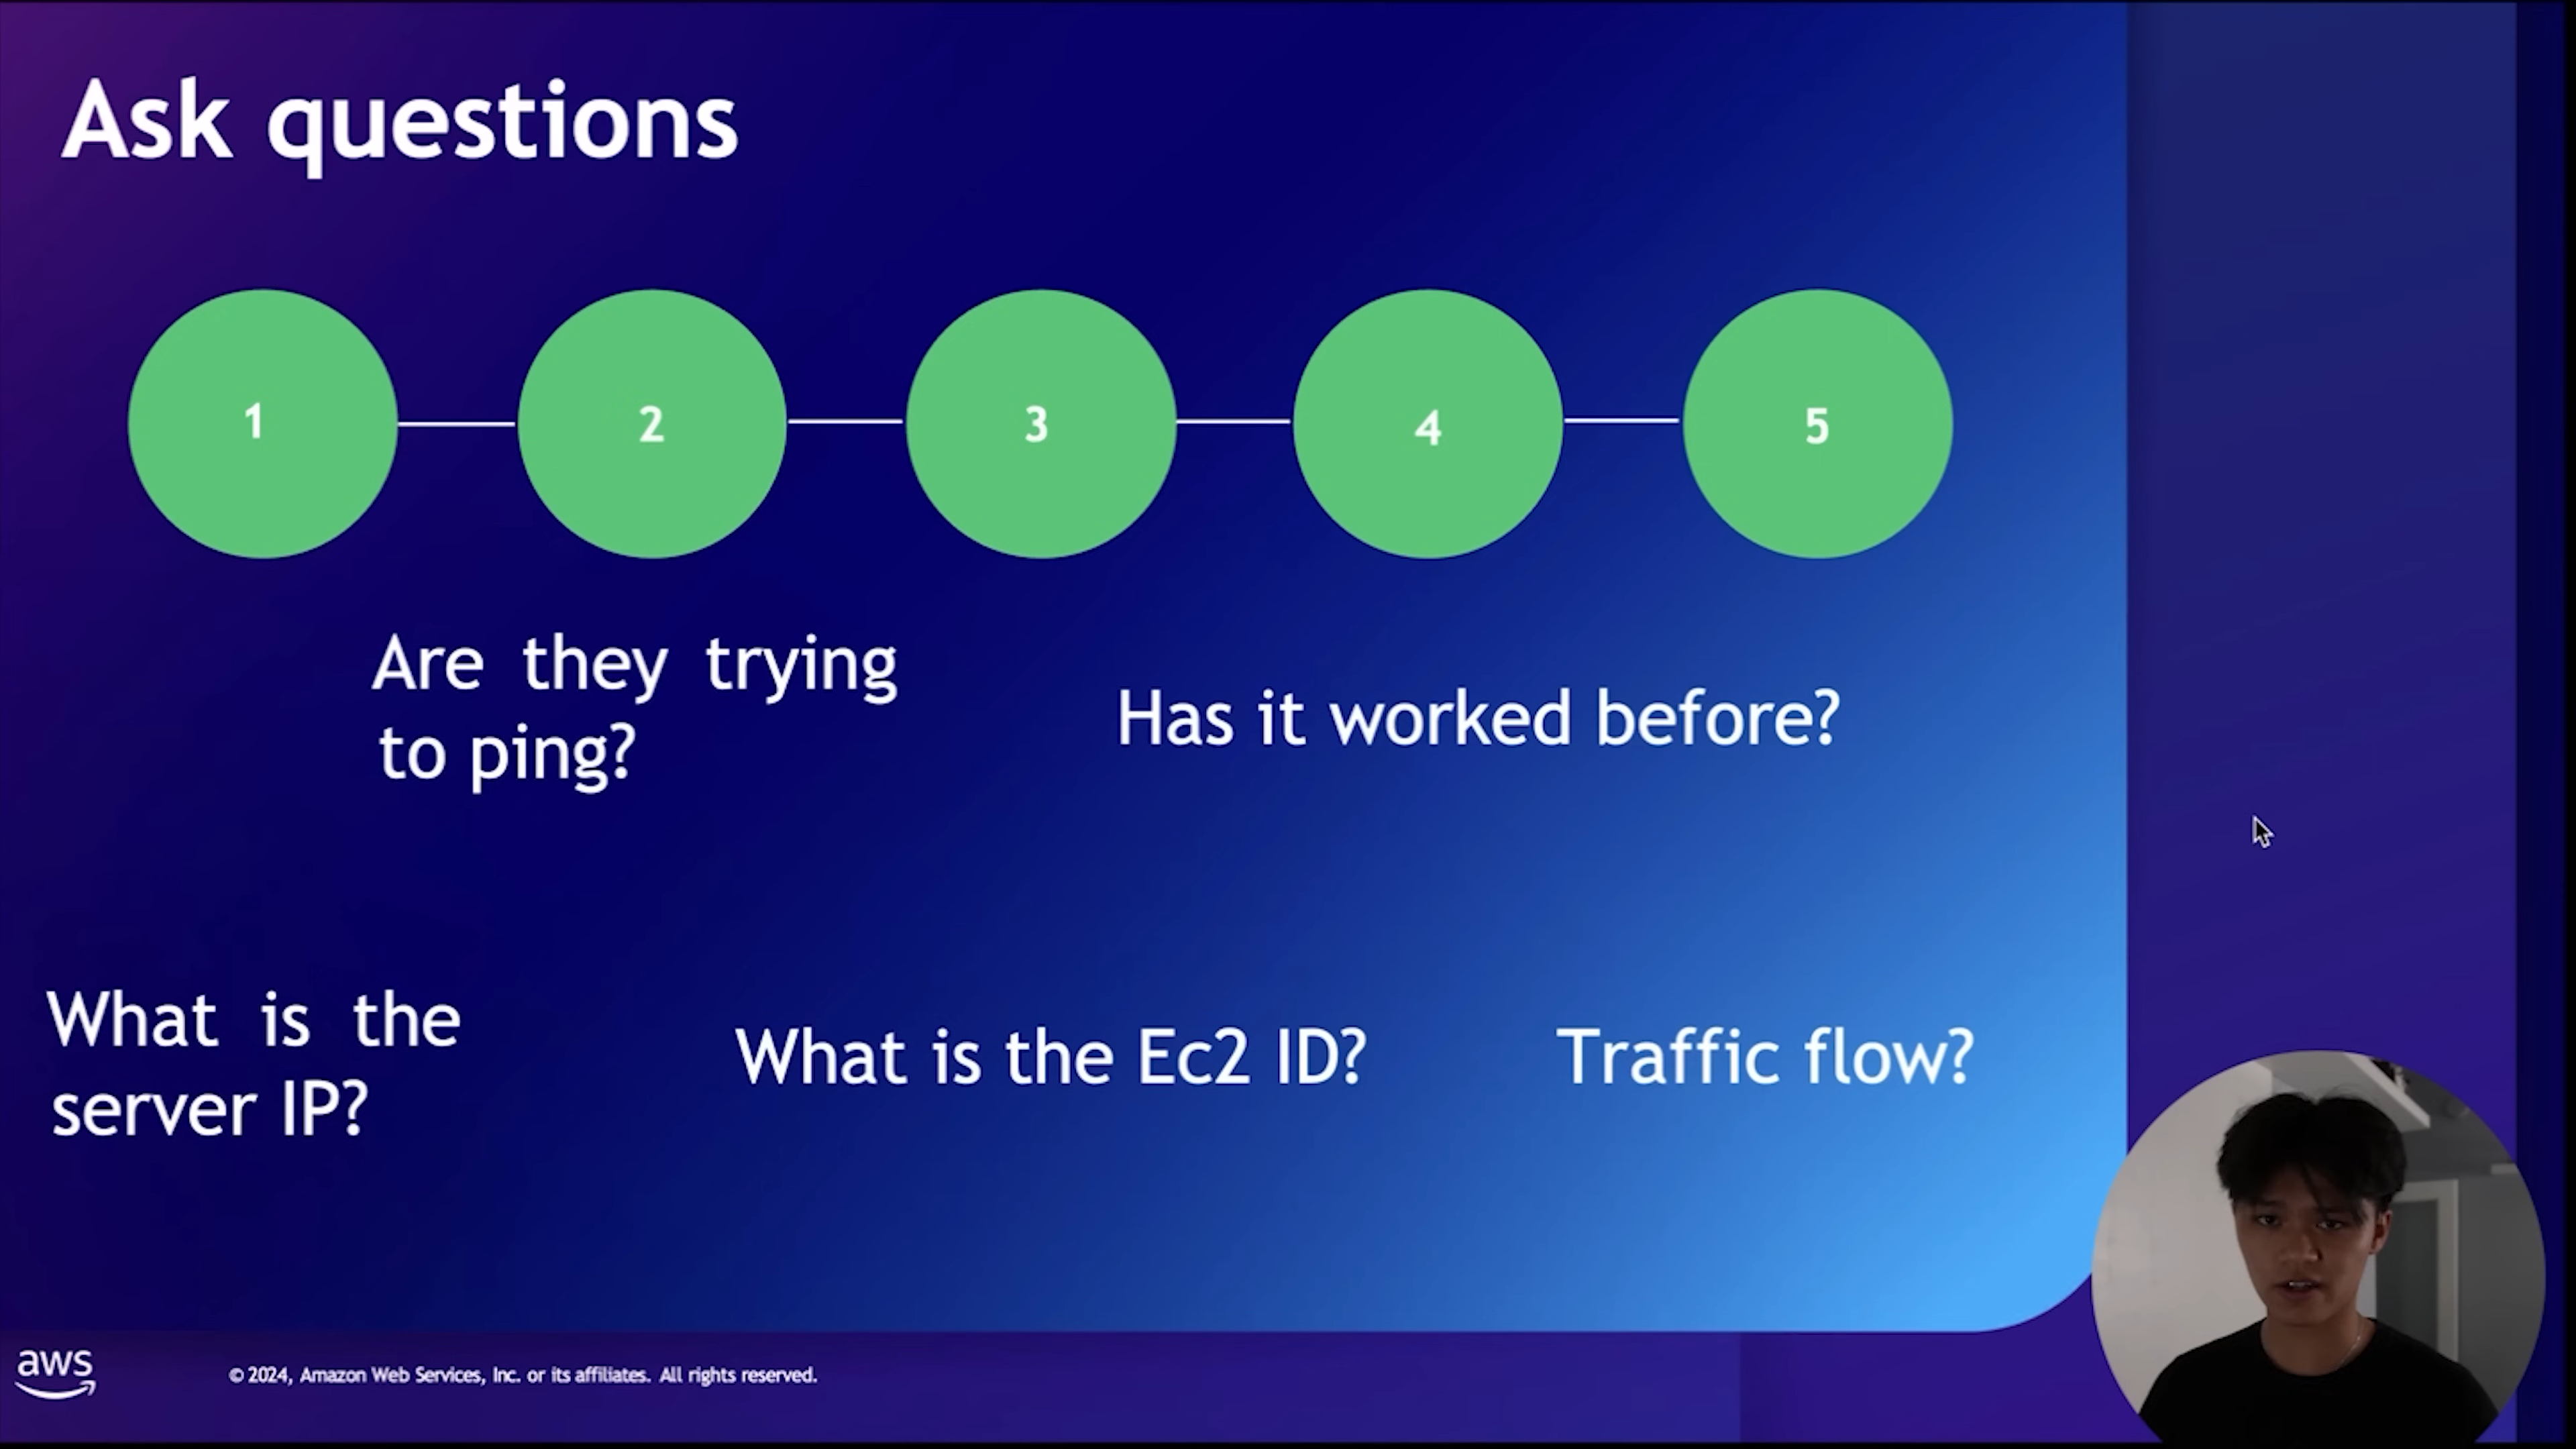 Ask questions
1
2
3
4
5
Are they trying
to ping?
Has it worked before?
What is the
server IP?
What is the Ec2 ID?
Traffic flow?
aws
© 2024, Amazon Web Services, Inc. or its affiliates. All rights reserved.